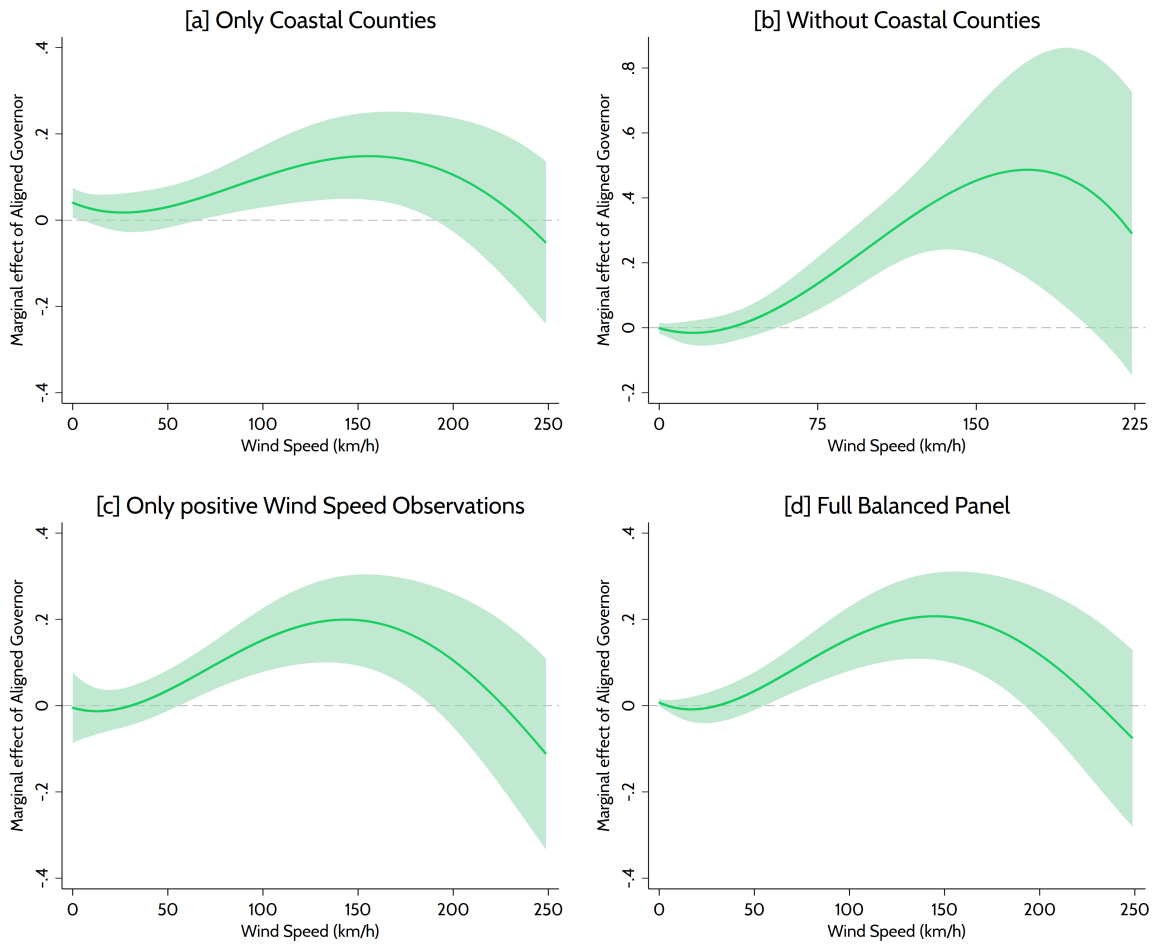 [a] Only Coastal Counties
Marginal effect of Aligned Governor
.4
.2
0
-.2
-.4
0 50 100 150 200 250
Wind Speed (km/h)
[b] Without Coastal Counties
Marginal effect of Aligned Governor
.8
.6
.4
.2
0
-.2
0 75 150 225
Wind Speed (km/h)
[c] Only positive Wind Speed Observations
Marginal effect of Aligned Governor
.4
.2
0
-.2
-.4
0 50 100 150 200 250
Wind Speed (km/h)
[d] Full Balanced Panel
Marginal effect of Aligned Governor
.4
.2
0
-.2
-.4
0 50 100 150 200 250
Wind Speed (km/h)